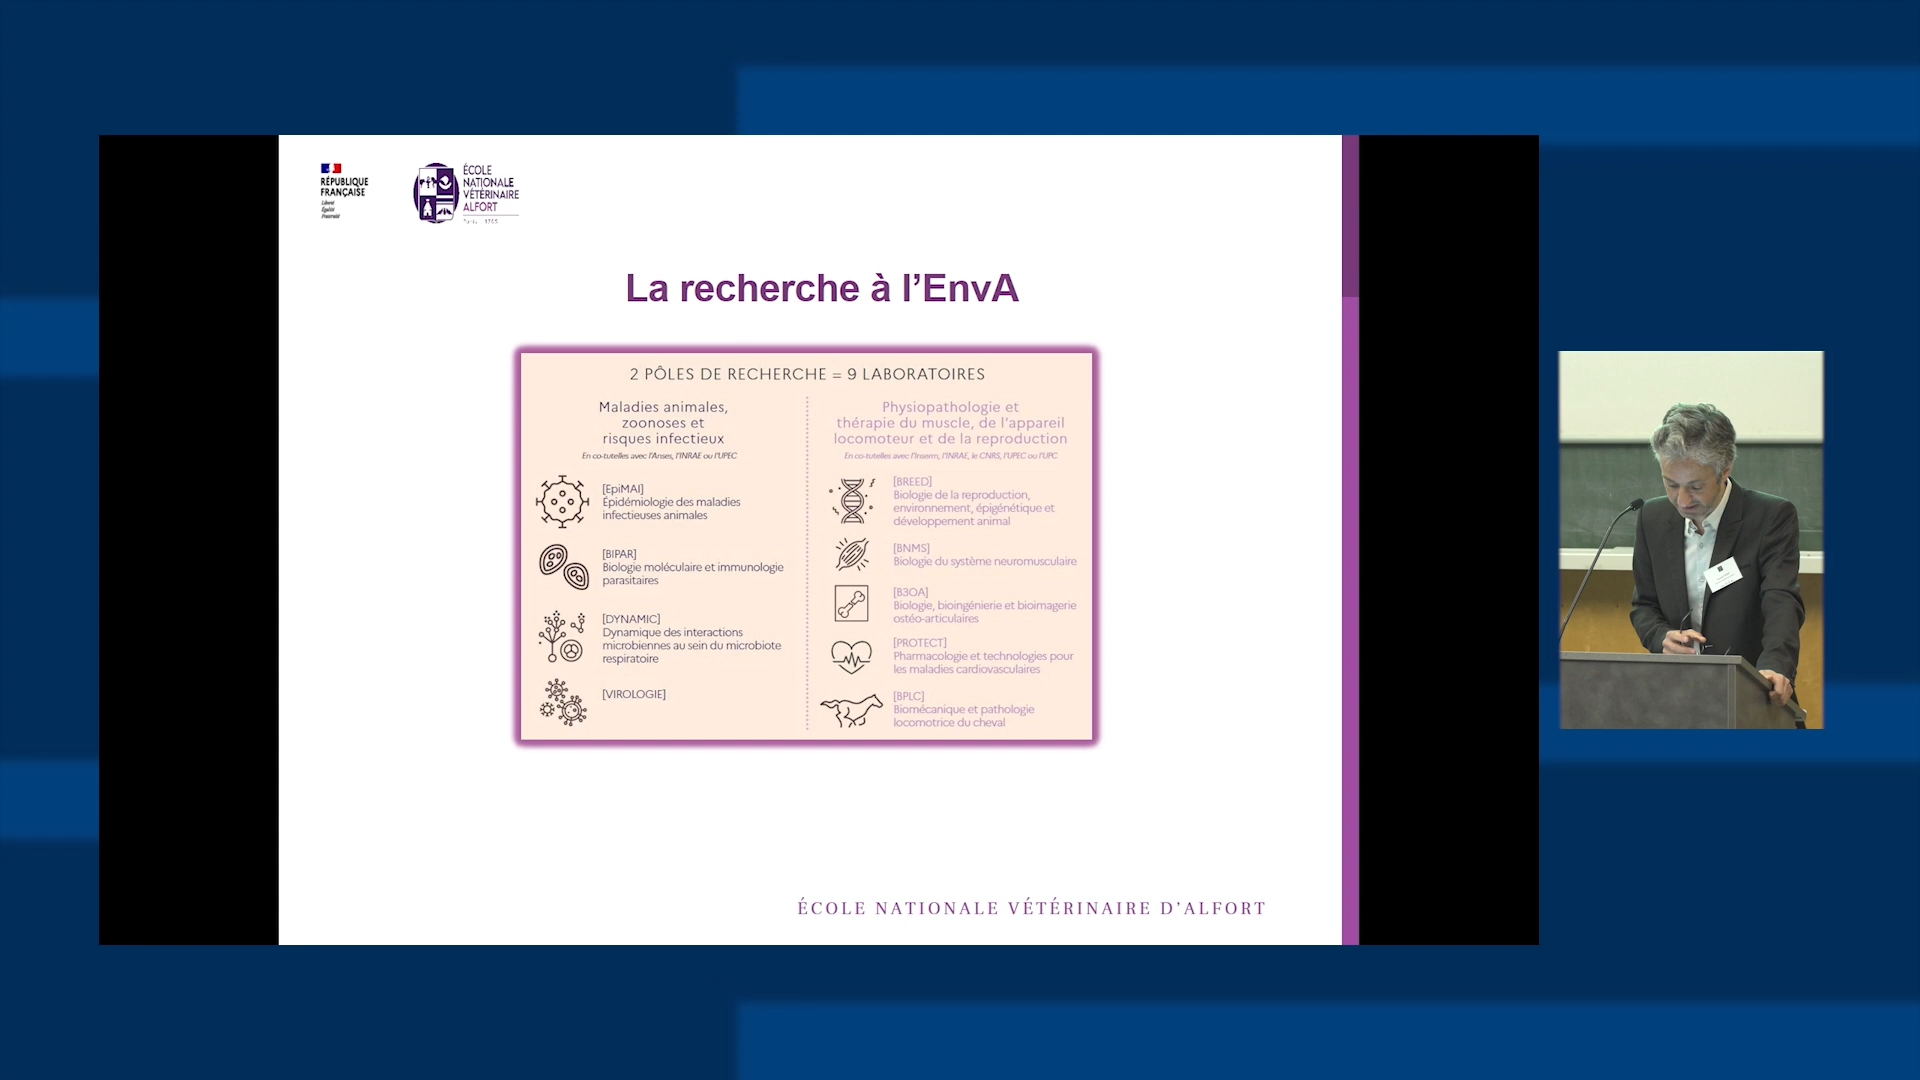 RÉPUBLIQUE
FRANÇAISE
Liberté
Égalité
Fraternité
ÉCOLE
NATIONALE
VÉTÉRINAIRE
ALFORT
La recherche à l’EnvA
2 PÔLES DE RECHERCHE = 9 LABORATOIRES
Maladies animales,
zoonoses et
risques infectieux
En co-tutelles avec l’Anses, l’INRAE ou l’UPEC
[EpiMAI]
Épidémiologie des maladies
infectieuses animales
[BIPAR]
Biologie moléculaire et immunologie
parasitaires
[DYNAMIC]
Dynamique des interactions
microbiennes au sein du microbiote
respiratoire
[VIROLOGIE]
Physiopathologie et
thérapie du muscle, de l’appareil
locomoteur et de la reproduction
En co-tutelles avec l’Inserm, l’INRAE, le CNRS, l’UPEC ou l’UPC
[BREED]
Biologie de la reproduction,
environnement, épigénétique et
développement animal
[BNMS]
Biologie du système neuromusculaire
[B3OA]
Biologie, bioingénierie et bioimagerie
ostéo-articulaires
[PROTECT]
Pharmacologie et technologies pour
les maladies cardiovasculaires
[BPLC]
Biomécanique et pathologie
locomotrice du cheval
ÉCOLE NATIONALE VÉTÉRINAIRE D’ALFORT